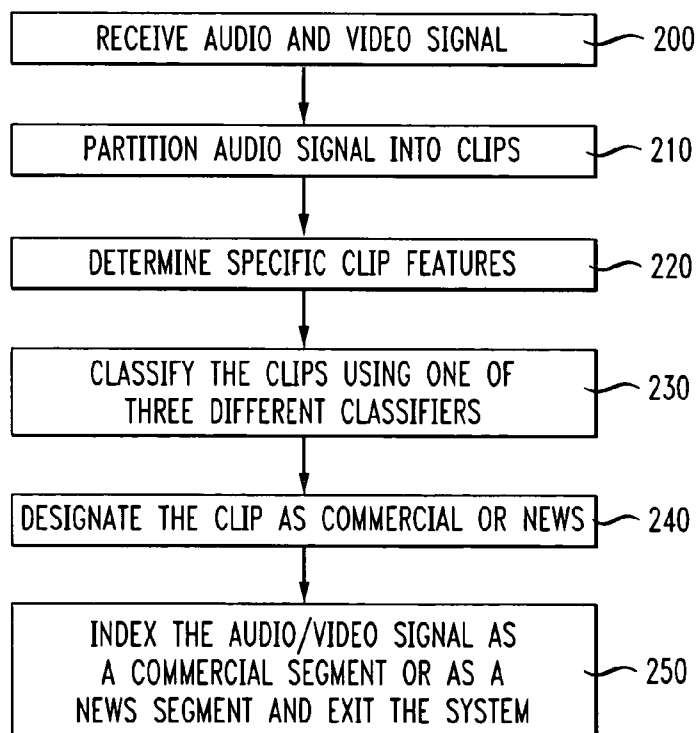 RECEIVE AUDIO AND VIDEO SIGNAL 200
PARTITION AUDIO SIGNAL INTO CLIPS 210
DETERMINE SPECIFIC CLIP FEATURES 220
CLASSIFY THE CLIPS USING ONE OF
THREE DIFFERENT CLASSIFIERS 230
DESIGNATE THE CLIP AS COMMERCIAL OR NEWS 240
INDEX THE AUDIO/VIDEO SIGNAL AS
A COMMERCIAL SEGMENT OR AS A 250
NEWS SEGMENT AND EXIT THE SYSTEM